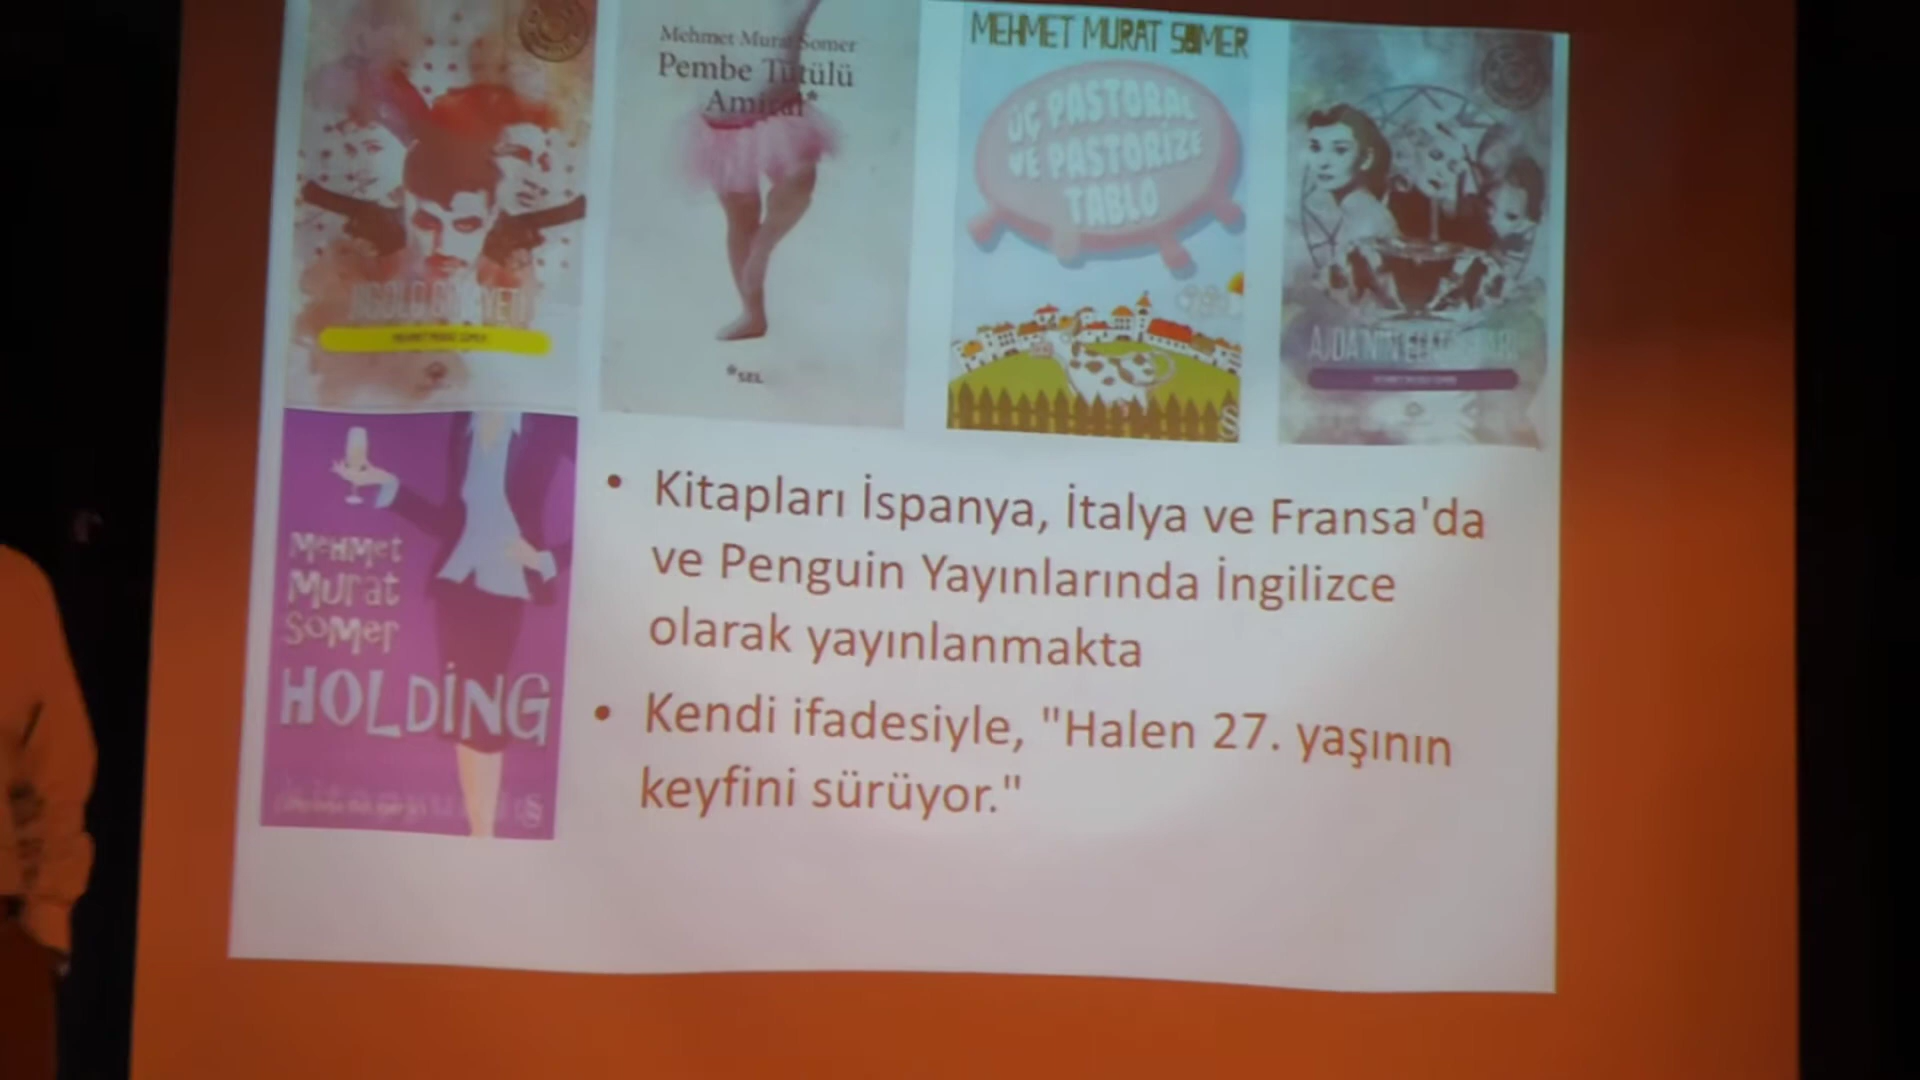 Mehmet Murat Somer
Pembe Tütülü
Amiral*
*SEL
MEHMET MURAT SOMER
ÜÇ PASTORAL
VE PASTORİZE
TABLO
MEHMET
MURAT
SOMER
HOLDİNG
• Kitapları İspanya, İtalya ve Fransa'da
ve Penguin Yayınlarında İngilizce
olarak yayınlanmakta
• Kendi ifadesiyle, "Halen 27. yaşının
keyfini sürüyor."